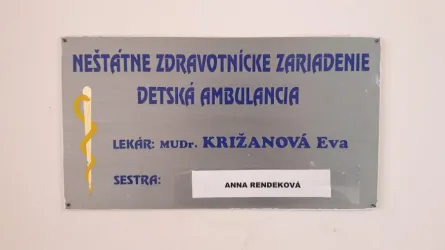 NEŠTÁTNE ZDRAVOTNÍCKE ZARIADENIE
DETSKÁ AMBULANCIA
LEKÁR: MUDr. KRIŽANOVÁ Eva
SESTRA: ANNA RENDEKOVÁ